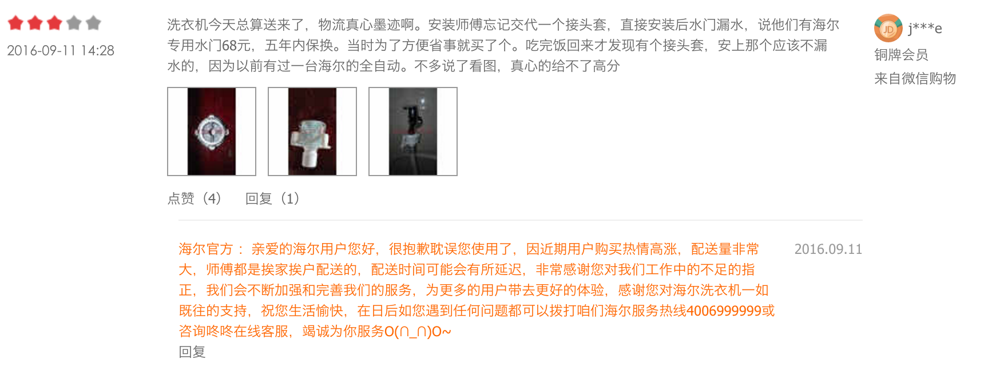 2016-09-11 14:28
洗衣机今天总算送来了，物流真心墨迹啊。安装师傅忘记交代一个接头套，直接安装后水门漏水，说他们有海尔
专用水门68元，五年内保换。当时为了方便省事就买了个。吃完饭回来才发现有个接头套，安上那个应该不漏
水的，因为以前有过一台海尔的全自动。不多说了看图，真心的给不了高分
点赞（4） 回复（1）
JD
j***e
铜牌会员
来自微信购物
海尔官方 ：亲爱的海尔用户您好，很抱歉耽误您使用了，因近期用户购买热情高涨，配送量非常
大，师傅都是挨家挨户配送的，配送时间可能会有所延迟，非常感谢您对我们工作中的不足的指
正，我们会不断加强和完善我们的服务，为更多的用户带去更好的体验，感谢您对海尔洗衣机一如
既往的支持，祝您生活愉快，在日后如您遇到任何问题都可以拨打咱们海尔服务热线4006999999或
咨询咚咚在线客服，竭诚为你服务O(∩_∩)O~
2016.09.11
回复